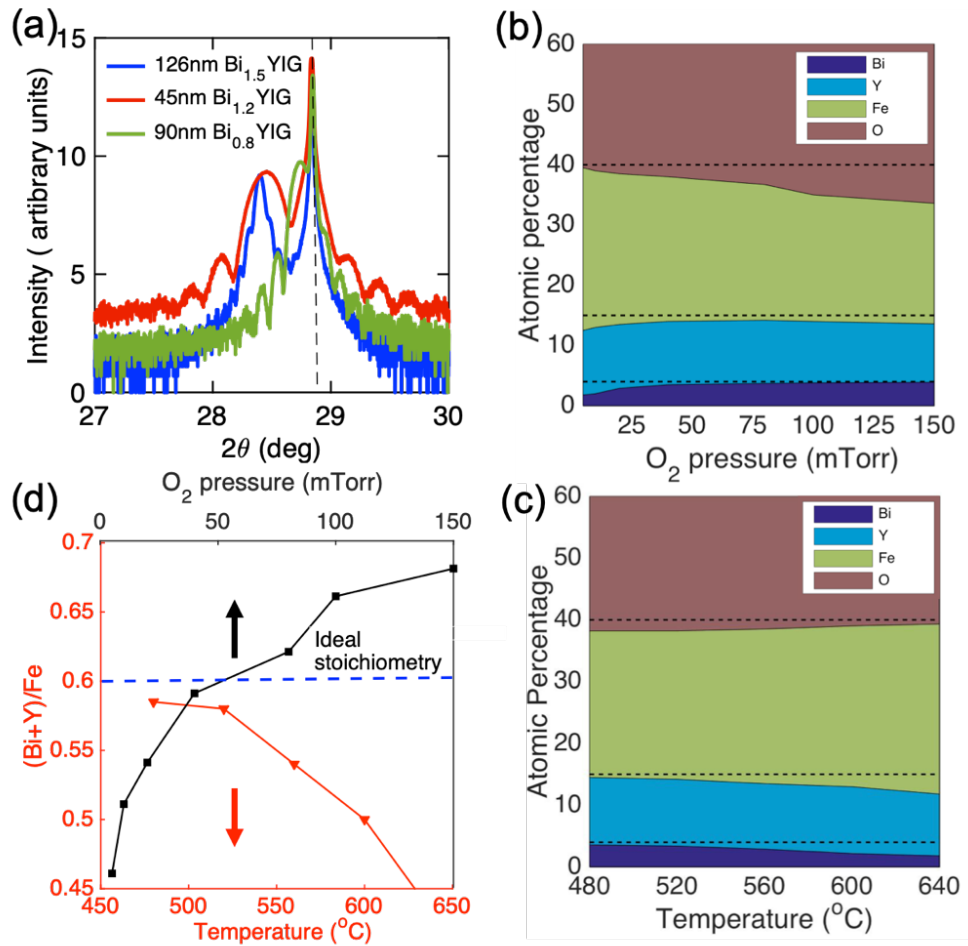 (a)
15
10
5
0
Intensity ( artibrary units)
126nm Bi1.5YIG
45nm Bi1.2YIG
90nm Bi0.8YIG
27 28 29 30
2θ (deg)
(b)
60
50
40
30
20
10
0
Atomic percentage
Bi
Y
Fe
O
25 50 75 100 125 150
O2 pressure (mTorr)
(d)
O2 pressure (mTorr)
0 50 100 150
0.7
0.65
0.6
0.55
0.5
0.45
(Bi+Y)/Fe
Ideal
stoichiometry
450 500 550 600 650
Temperature (oC)
(c)
60
50
40
30
20
10
0
Atomic Percentage
Bi
Y
Fe
O
480 520 560 600 640
Temperature (oC)